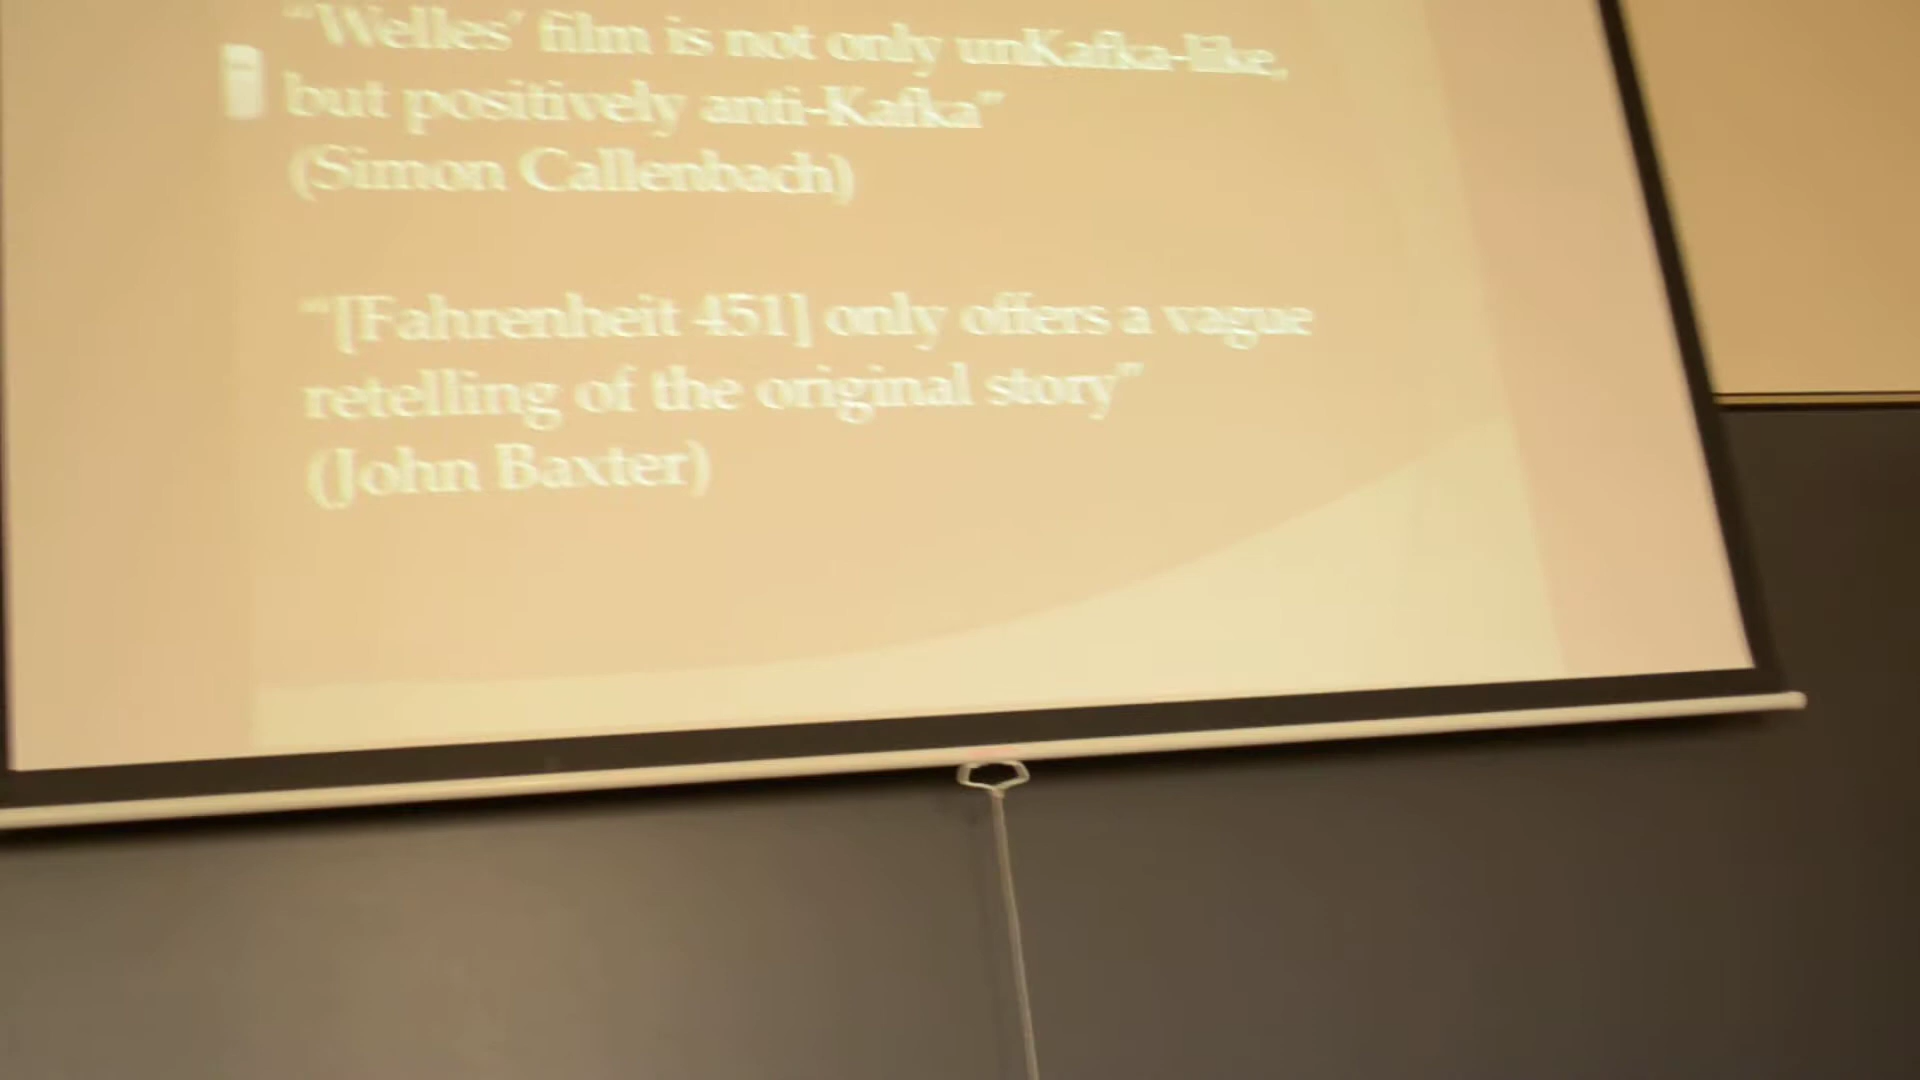 “Welles’ film is not only unKafka-like,
but positively anti-Kafka”
(Simon Callenbach)
“[Fahrenheit 451] only offers a vague
retelling of the original story”
(John Baxter)